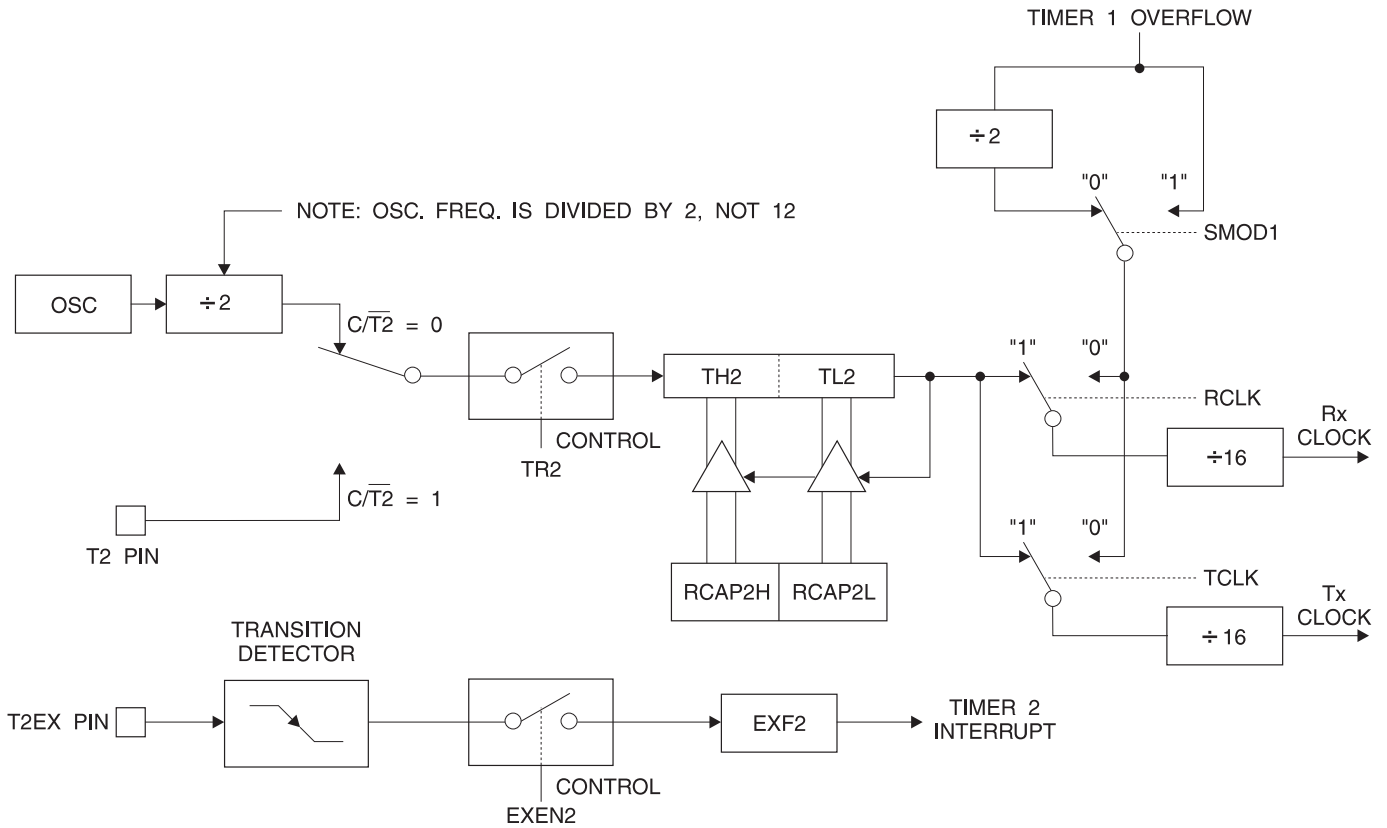 TIMER 1 OVERFLOW
÷2
"0" "1"
SMOD1
NOTE: OSC. FREQ. IS DIVIDED BY 2, NOT 12
OSC
÷2
C/T̅2̅ = 0
TH2 TL2
"1" "0"
RCLK
Rx
CLOCK
÷16
CONTROL
TR2
C/T̅2̅ = 1
T2 PIN
"1" "0"
TCLK
Tx
CLOCK
÷16
RCAP2H RCAP2L
TRANSITION
DETECTOR
T2EX PIN
EXF2
TIMER 2
INTERRUPT
CONTROL
EXEN2